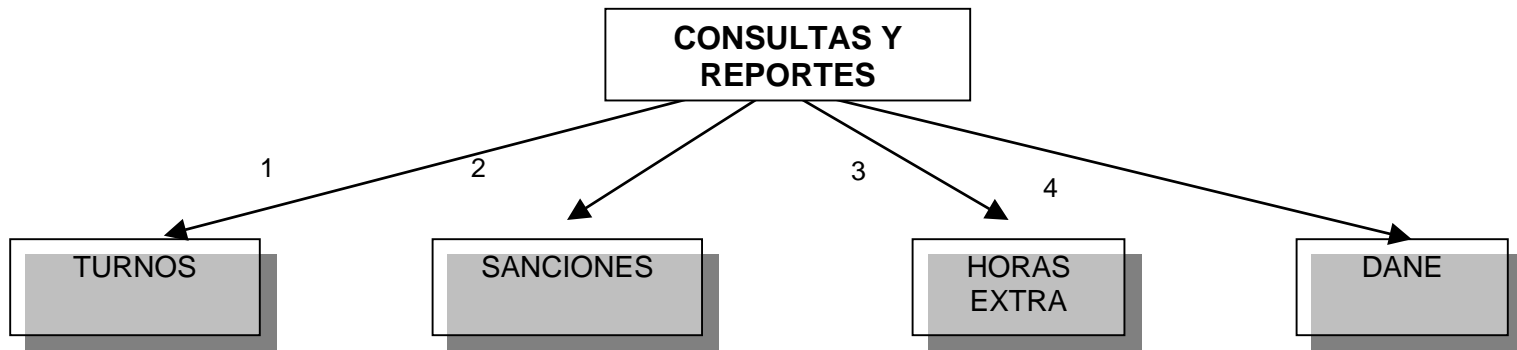 CONSULTAS Y
REPORTES
1
2
3
4
TURNOS
SANCIONES
HORAS
EXTRA
DANE